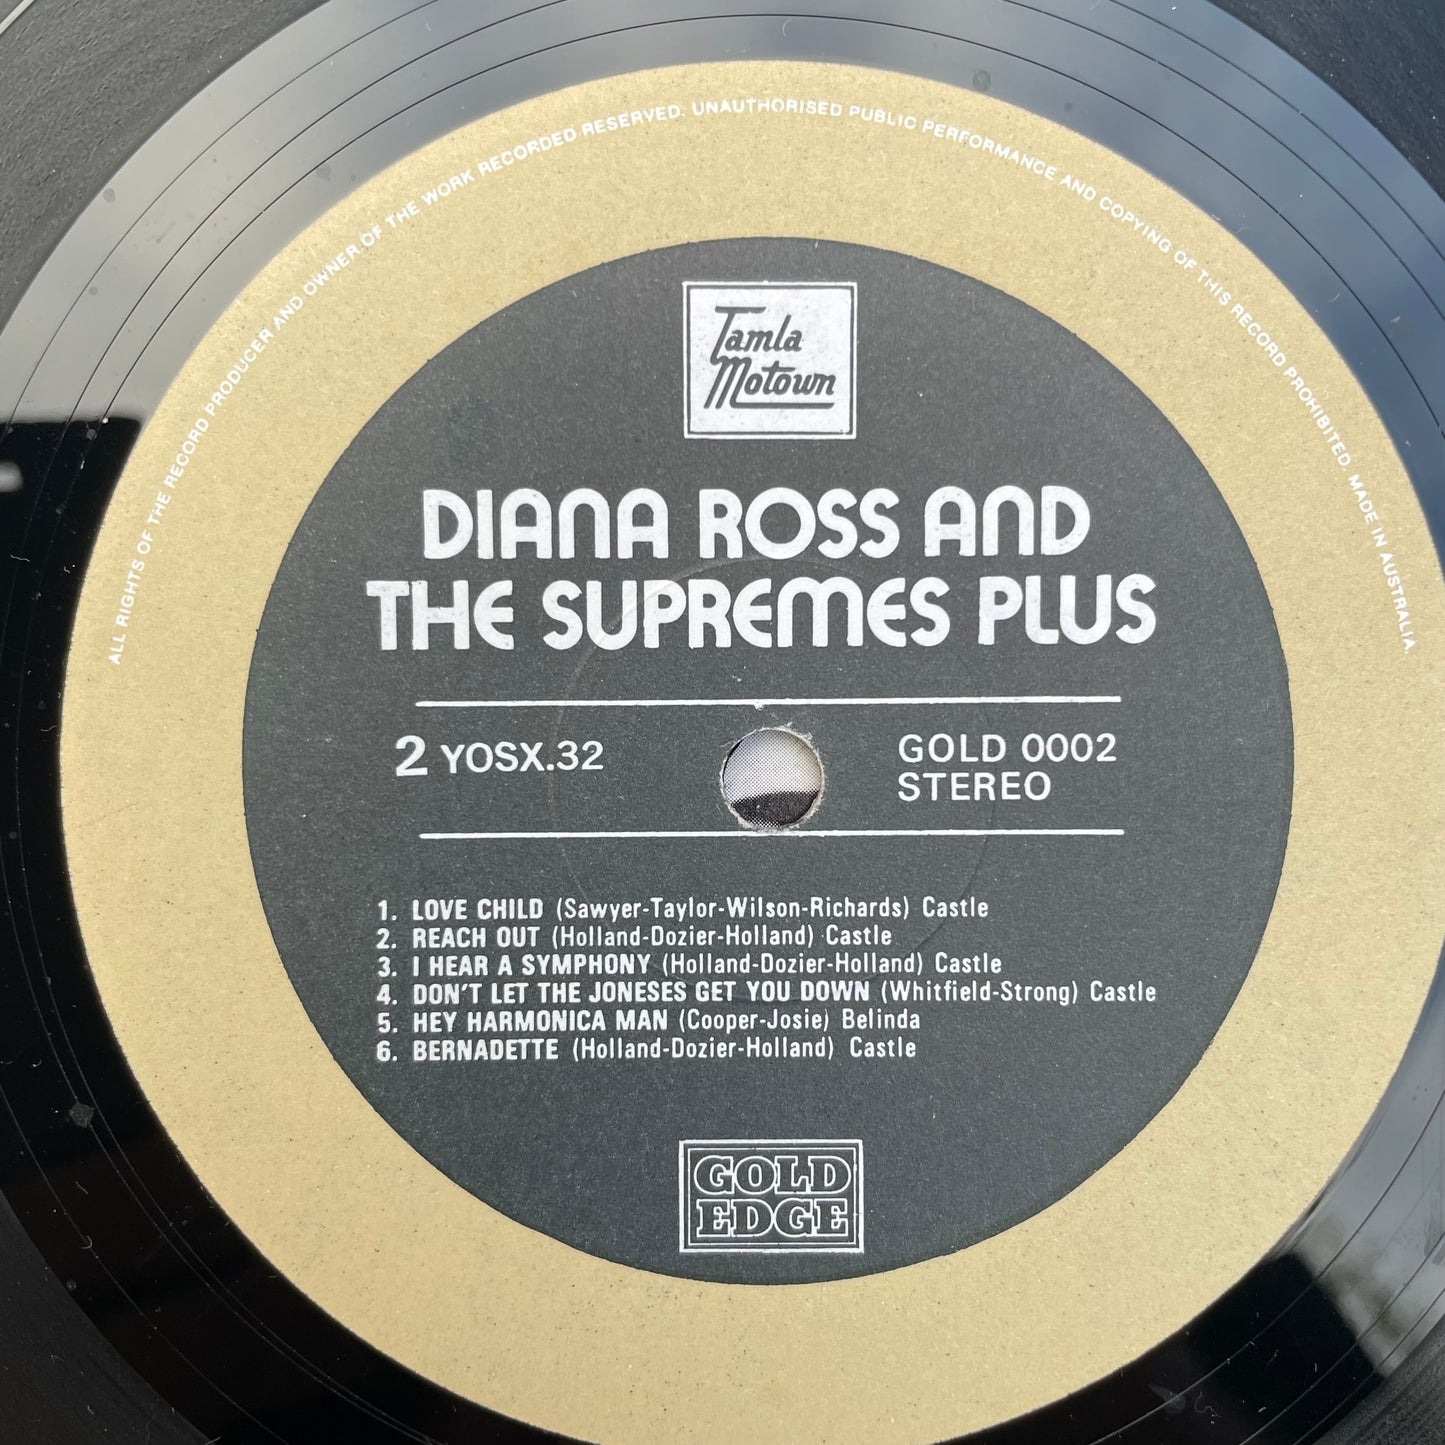 ALL RIGHTS OF THE RECORD PRODUCER AND OWNER OF THE WORK RECORDED RESERVED. UNAUTHORISED PUBLIC PERFORMANCE AND COPYING OF THIS RECORD PROHIBITED. MADE IN AUSTRALIA.
Tamla
Motown
DIANA ROSS AND
THE SUPREMES PLUS
2 YOSX.32
GOLD 0002
STEREO
1. LOVE CHILD (Sawyer-Taylor-Wilson-Richards) Castle
2. REACH OUT (Holland-Dozier-Holland) Castle
3. I HEAR A SYMPHONY (Holland-Dozier-Holland) Castle
4. DON'T LET THE JONESES GET YOU DOWN (Whitfield-Strong) Castle
5. HEY HARMONICA MAN (Cooper-Josie) Belinda
6. BERNADETTE (Holland-Dozier-Holland) Castle
GOLD
EDGE